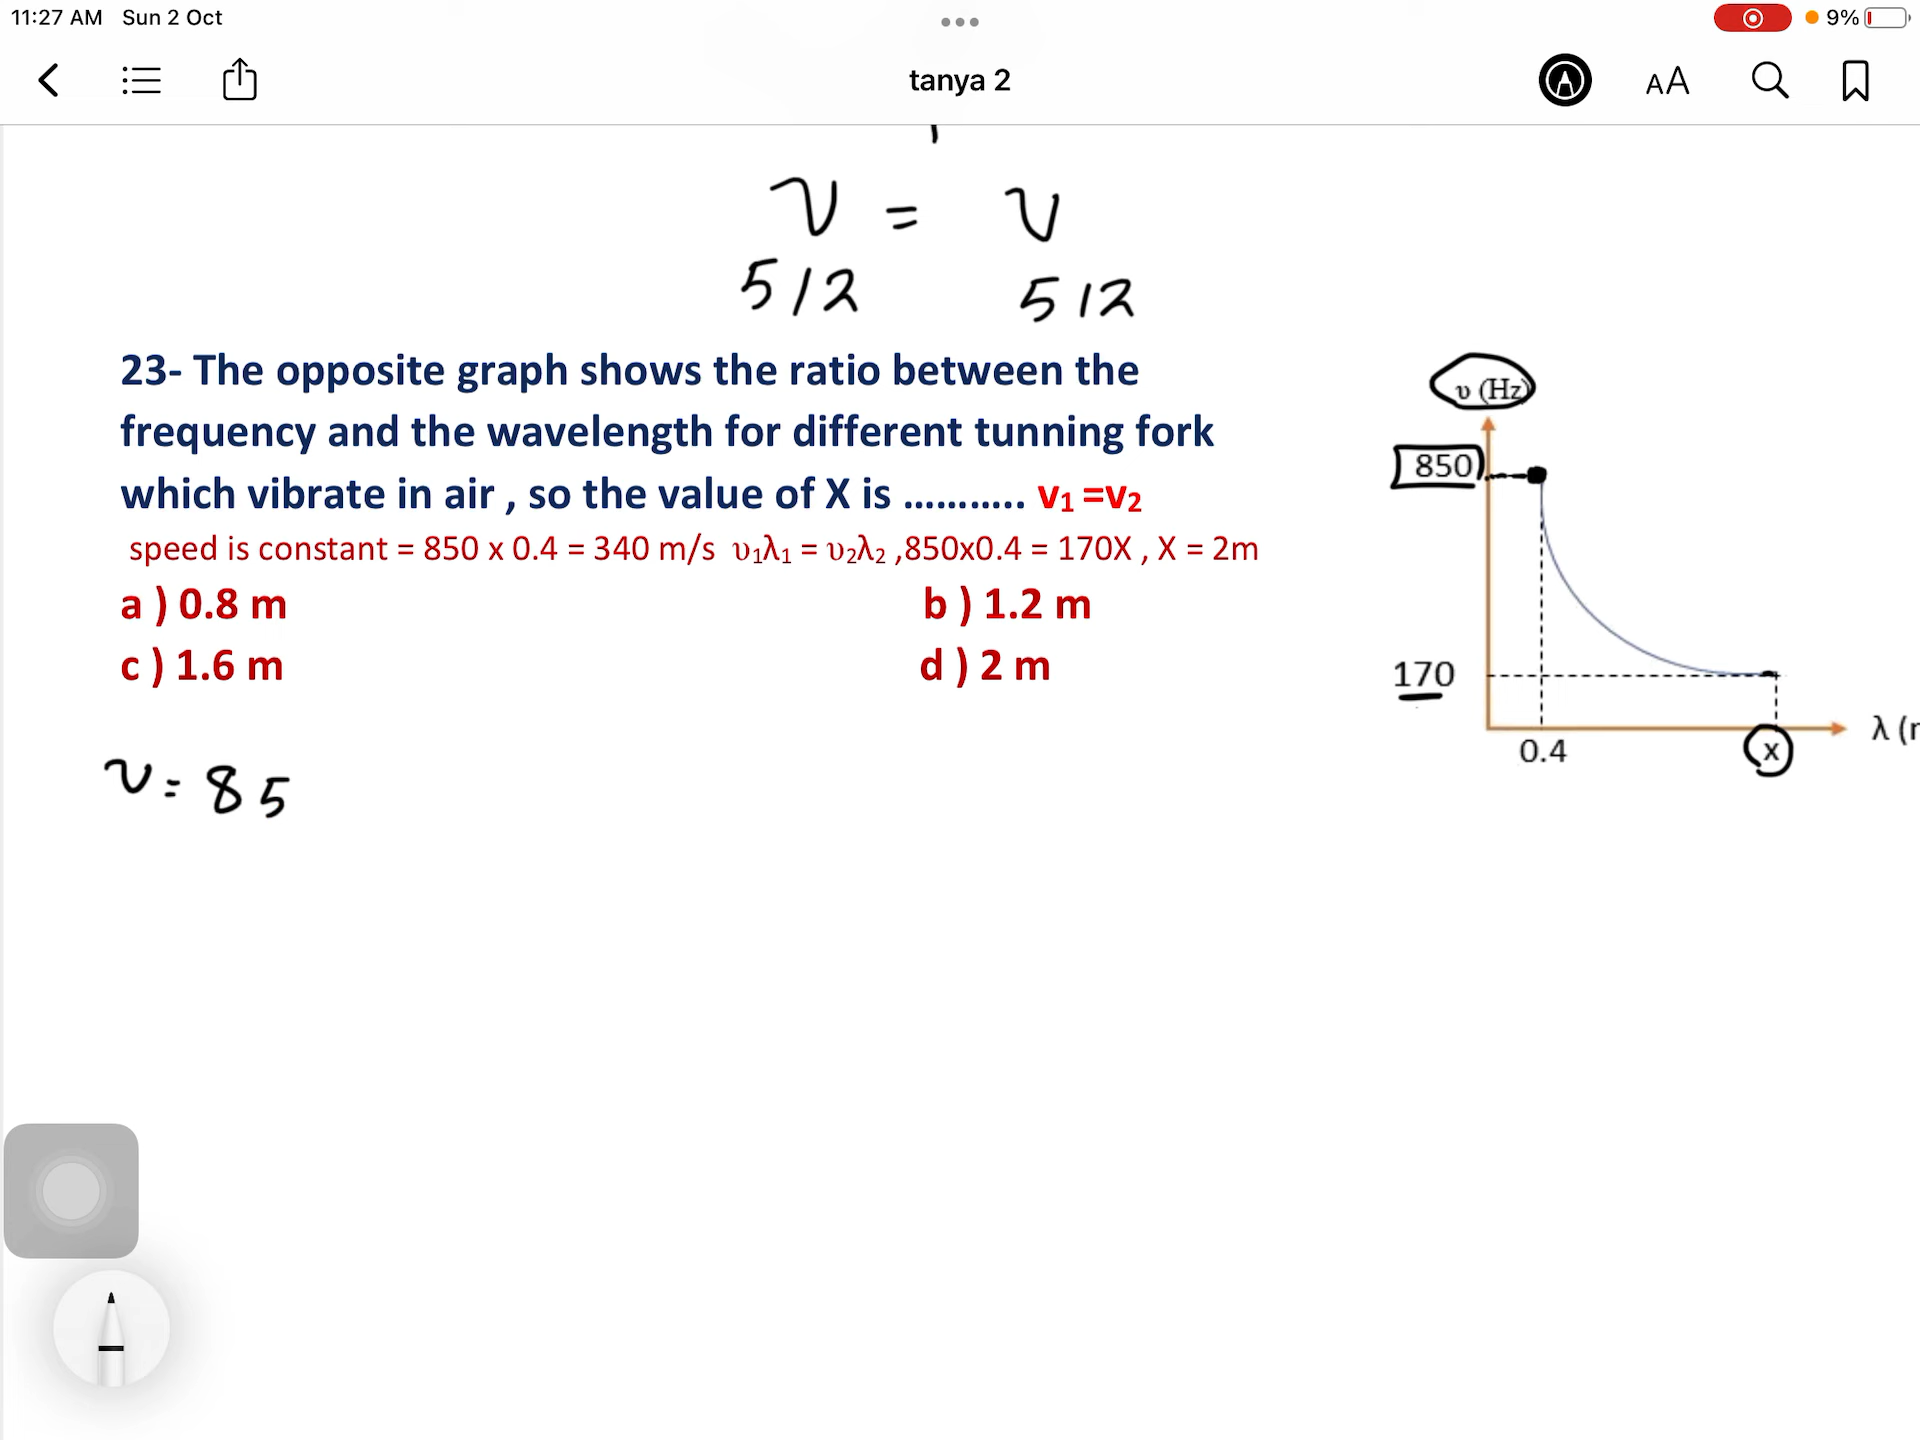 11:27 AM Sun 2 Oct
9%
tanya 2
AA
ν = ν
512 512
23- The opposite graph shows the ratio between the
frequency and the wavelength for different tunning fork
which vibrate in air , so the value of X is ........... v₁ =v₂
speed is constant = 850 x 0.4 = 340 m/s υ₁λ₁ = υ₂λ₂ ,850x0.4 = 170X , X = 2m
a ) 0.8 m b ) 1.2 m
c ) 1.6 m d ) 2 m
υ (Hz)
850
170
0.4 x
λ (
ν = 85